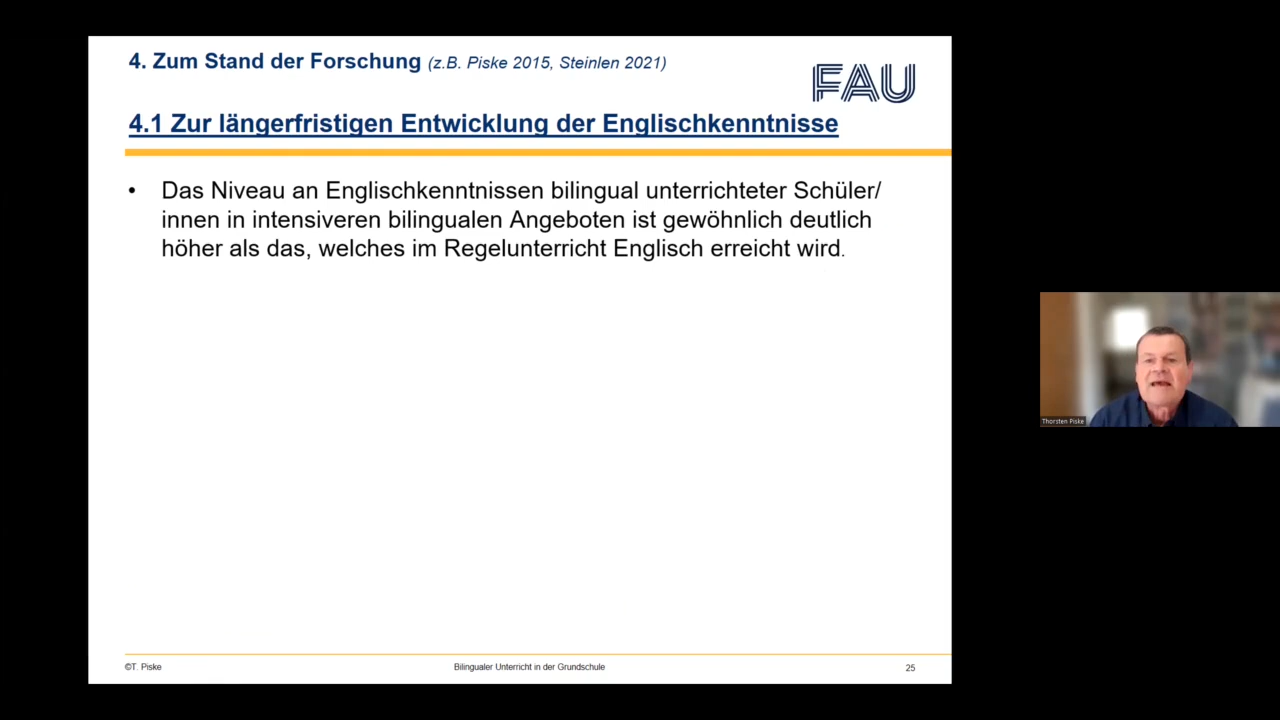 4. Zum Stand der Forschung (z.B. Piske 2015, Steinlen 2021)
FAU
4.1 Zur längerfristigen Entwicklung der Englischkenntnisse
• Das Niveau an Englischkenntnissen bilingual unterrichteter Schüler/
innen in intensiveren bilingualen Angeboten ist gewöhnlich deutlich
höher als das, welches im Regelunterricht Englisch erreicht wird.
Thorsten Piske
©T. Piske
Bilingualer Unterricht in der Grundschule
25